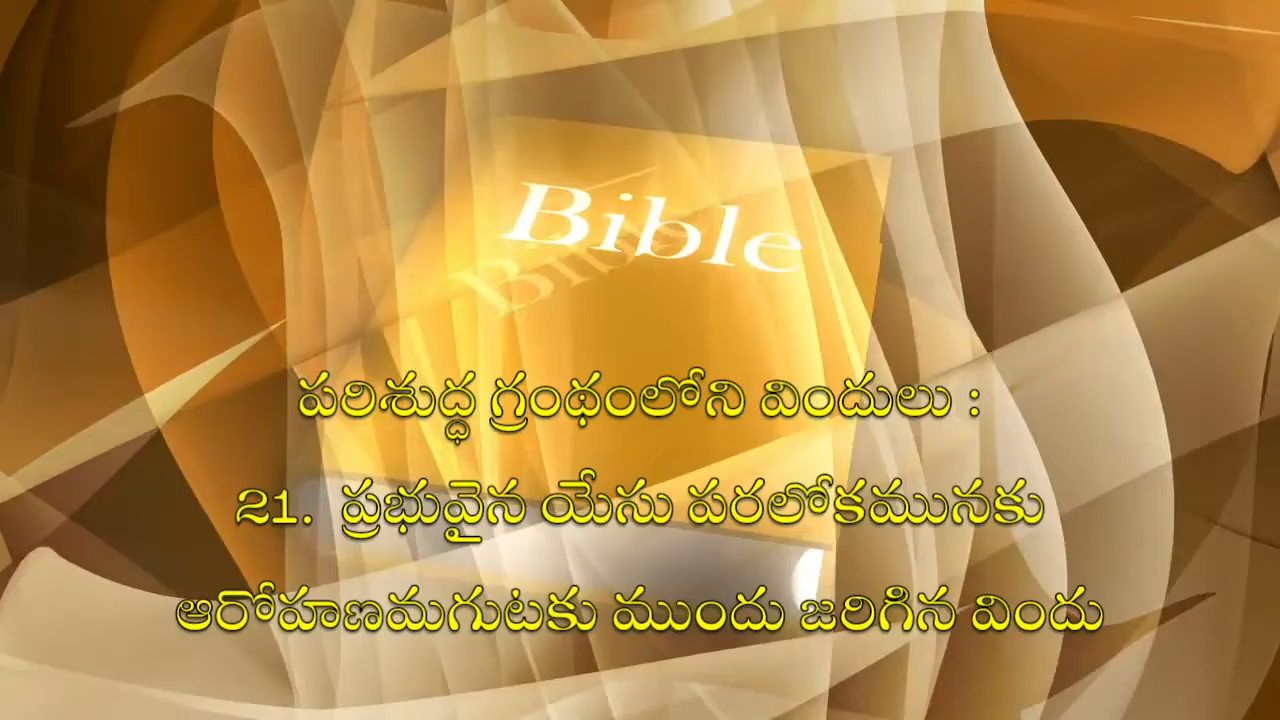 Bible
పరిశుద్ధ గ్రంథంలోని విందులు :
21. ప్రభువైన యేసు పరలోకమునకు
ఆరోహణమగుటకు ముందు జరిగిన విందు